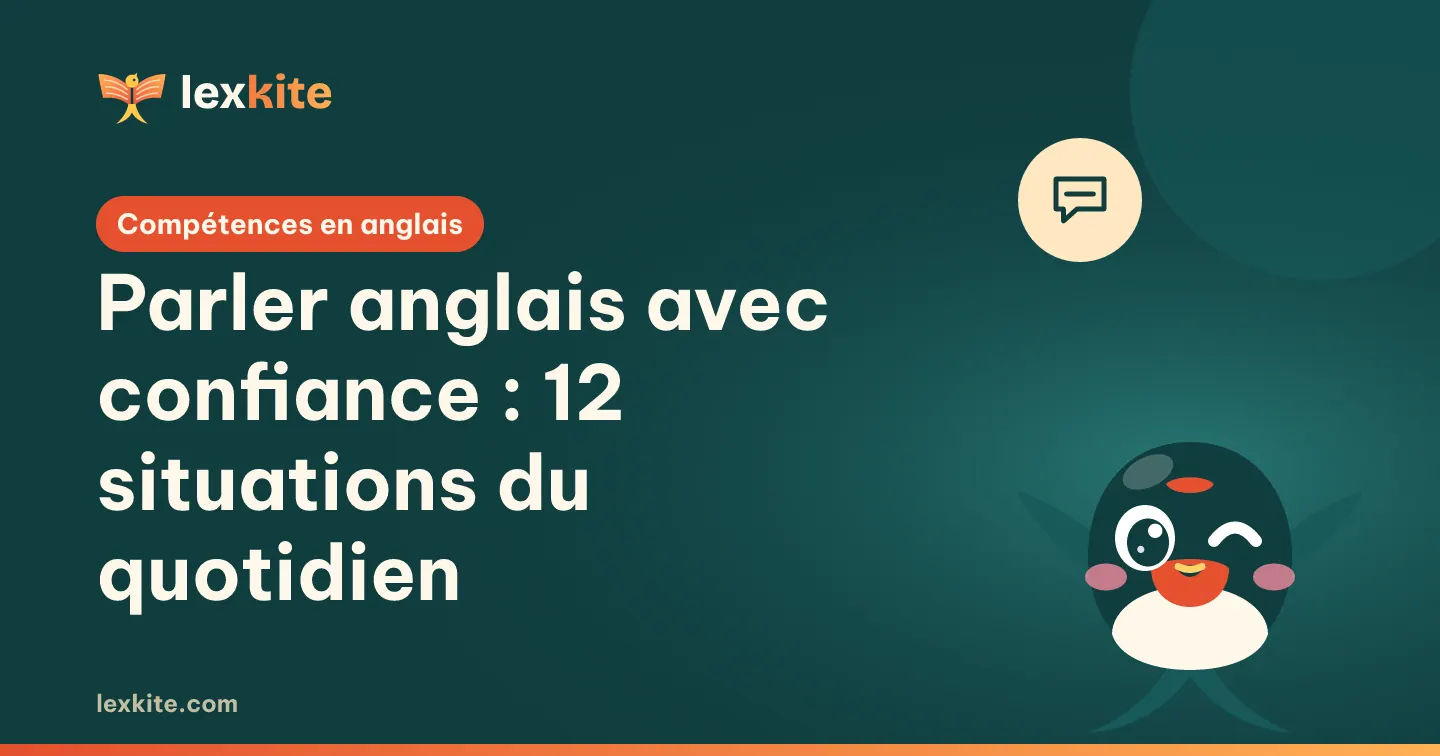 lexkite
Compétences en anglais
Parler anglais avec
confiance : 12
situations du
quotidien
lexkite.com